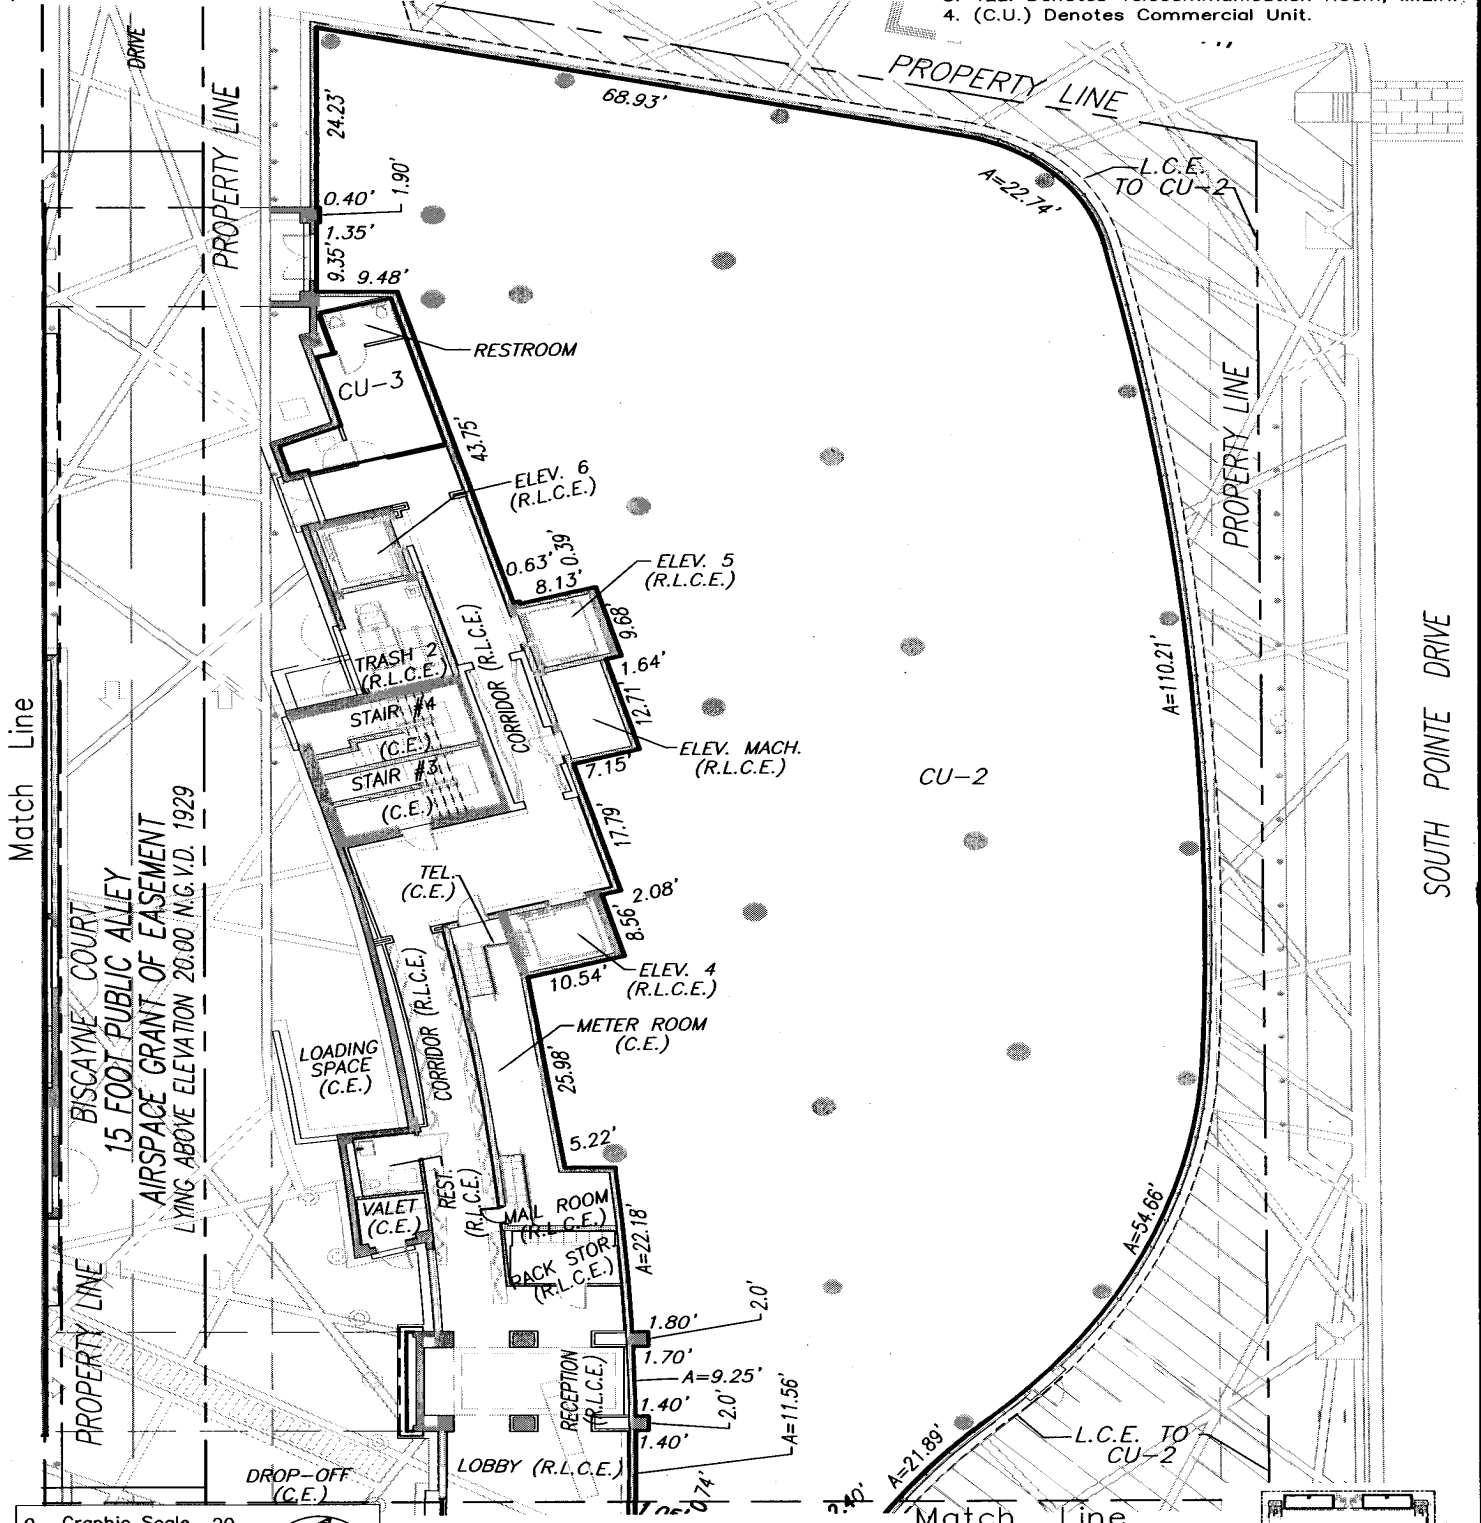 4. (C.U.) Denotes Commercial Unit.
DRIVE
PROPERTY LINE
PROPERTY LINE
68.93'
24.23'
1.90'
0.40'
1.35'
9.35'
9.48'
A=22.74'
L.C.E.
TO CU-2
RESTROOM
CU-3
43.75'
PROPERTY LINE
ELEV. 6
(R.L.C.E.)
0.63'
0.39'
8.13'
ELEV. 5
(R.L.C.E.)
9.68'
1.64'
12.71'
TRASH 2
(R.L.C.E.)
CORRIDOR (R.L.C.E.)
STAIR #4
(C.E.)
STAIR #3
(C.E.)
ELEV. MACH.
(R.L.C.E.)
7.15'
17.79'
CU-2
A=110.21'
SOUTH POINTE DRIVE
Match Line
BISCAYNE COURT
15 FOOT PUBLIC ALLEY
AIRSPACE GRANT OF EASEMENT
LYING ABOVE ELEVATION 20.00 N.G.V.D. 1929
TEL.
(C.E.)
2.08'
8.56'
ELEV. 4
(R.L.C.E.)
10.54'
METER ROOM
(C.E.)
CORRIDOR (R.L.C.E.)
LOADING
SPACE
(C.E.)
25.98'
5.22'
VALET
(C.E.)
REST.
(R.L.C.E.)
MAIL ROOM
(R.L.C.E.)
PACK STOR.
(R.L.C.E.)
A=22.18'
A=54.66'
PROPERTY LINE
1.80'
2.0'
1.70'
A=9.25'
RECEPTION
(R.L.C.E.)
1.40'
2.0'
A=11.56'
1.40'
LOBBY (R.L.C.E.)
DROP-OFF
(C.E.)
0.74'
A=21.89'
L.C.E. TO
CU-2
Match Line
0 Graphic Scale 20